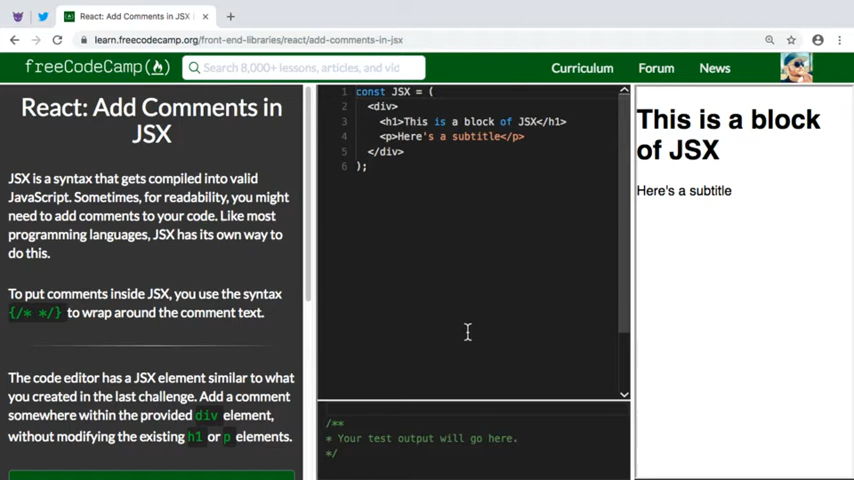 React: Add Comments in JSX
learn.freecodecamp.org/front-end-libraries/react/add-comments-in-jsx
freeCodeCamp
Search 8,000+ lessons, articles, and vid
Curriculum
Forum
News
React: Add Comments in
JSX
JSX is a syntax that gets compiled into valid
JavaScript. Sometimes, for readability, you might
need to add comments to your code. Like most
programming languages, JSX has its own way to
do this.
To put comments inside JSX, you use the syntax
{/* */} to wrap around the comment text.
The code editor has a JSX element similar to what
you created in the last challenge. Add a comment
somewhere within the provided div element,
without modifying the existing h1 or p elements.
1 const JSX = (
2 <div>
3 <h1>This is a block of JSX</h1>
4 <p>Here's a subtitle</p>
5 </div>
6 );
/**
* Your test output will go here.
*/
This is a block
of JSX
Here's a subtitle